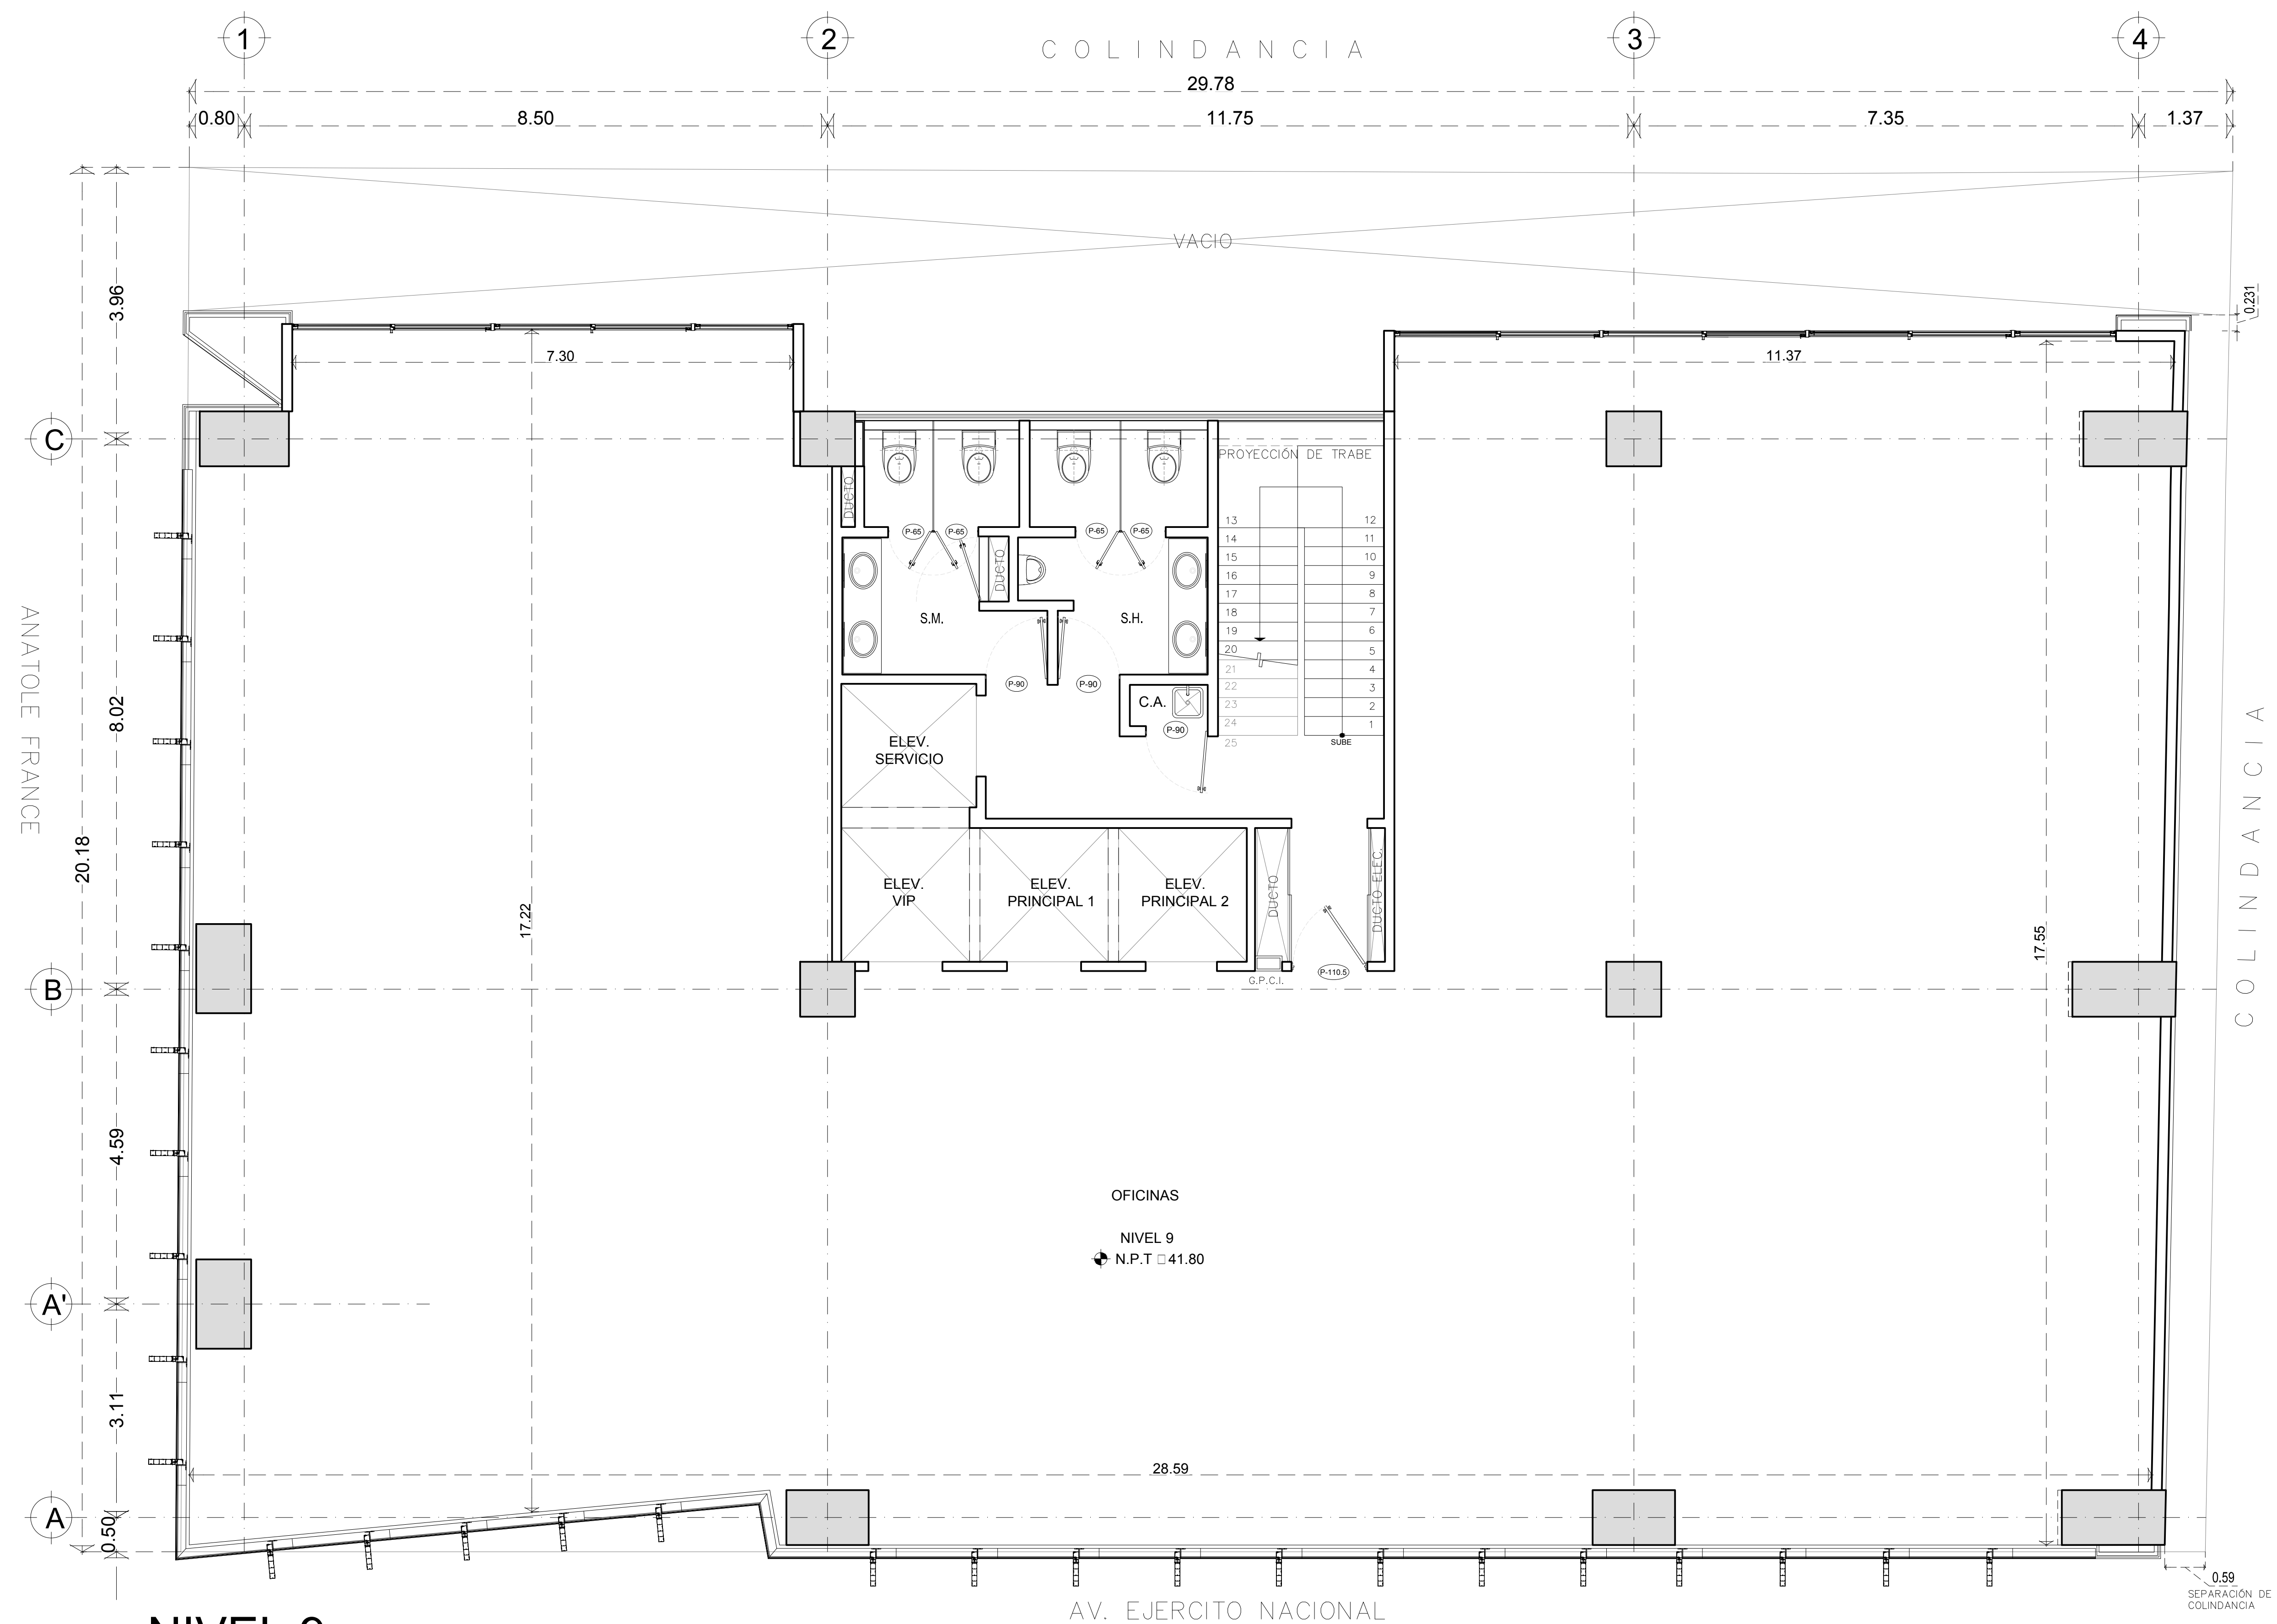 1
2
3
4
COLINDANCIA
29.78
0.80
8.50
11.75
7.35
1.37
VACIO
3.96
0.231
7.30
11.37
C
PROYECCIÓN DE TRABE
DUCTO
13
12
P-65
P-65
P-65
P-65
14
11
15
10
DUCTO
16
9
17
8
18
7
S.M.
S.H.
19
6
20
5
21
4
P-90
P-90
22
3
C.A.
23
2
P-90
24
1
25
SUBE
ANATOLE FRANCE
8.02
20.18
COLINDANCIA
ELEV.
SERVICIO
ELEV.
VIP
ELEV.
PRINCIPAL 1
ELEV.
PRINCIPAL 2
DUCTO
DUCTO ELEC.
17.22
17.55
P-110.5
G.P.C.I.
B
4.59
OFICINAS
NIVEL 9
N.P.T □ 41.80
A'
3.11
28.59
A
0.50
0.59
SEPARACIÓN DE
COLINDANCIA
AV. EJERCITO NACIONAL